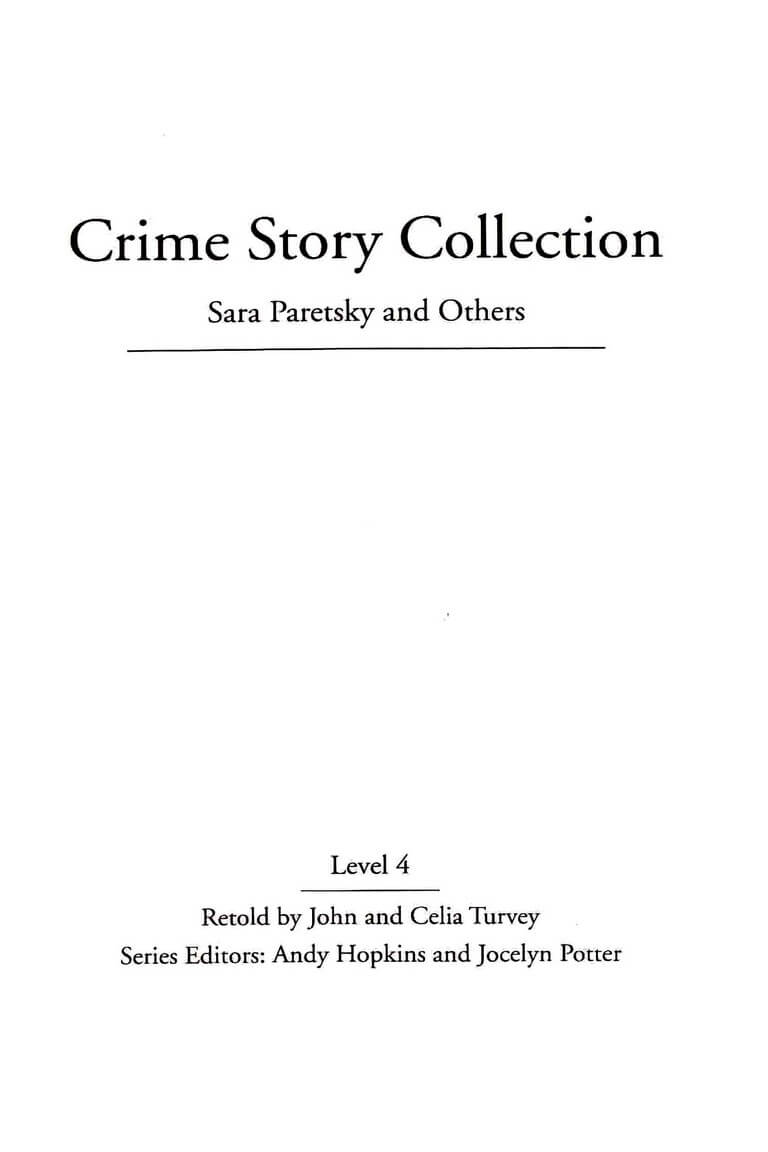 Crime Story Collection
Sara Paretsky and Others
Level 4
Retold by John and Celia Turvey
Series Editors: Andy Hopkins and Jocelyn Potter